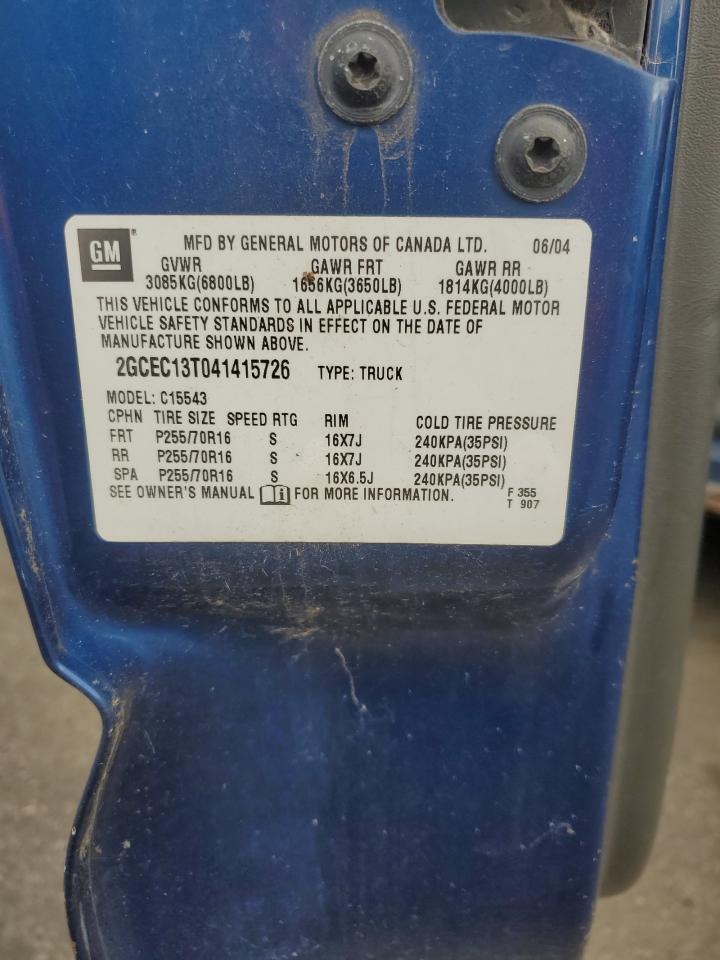 GM MFD BY GENERAL MOTORS OF CANADA LTD. 06/04
GVWR GAWR FRT GAWR RR
3085KG(6800LB) 1656KG(3650LB) 1814KG(4000LB)
THIS VEHICLE CONFORMS TO ALL APPLICABLE U.S. FEDERAL MOTOR
VEHICLE SAFETY STANDARDS IN EFFECT ON THE DATE OF
MANUFACTURE SHOWN ABOVE.
2GCEC13T041415726 TYPE: TRUCK
MODEL: C15543
CPHN TIRE SIZE SPEED RTG RIM COLD TIRE PRESSURE
FRT P255/70R16 S 16X7J 240KPA(35PSI)
RR P255/70R16 S 16X7J 240KPA(35PSI)
SPA P255/70R16 S 16X6.5J 240KPA(35PSI)
SEE OWNER'S MANUAL i FOR MORE INFORMATION. F 355
T 907